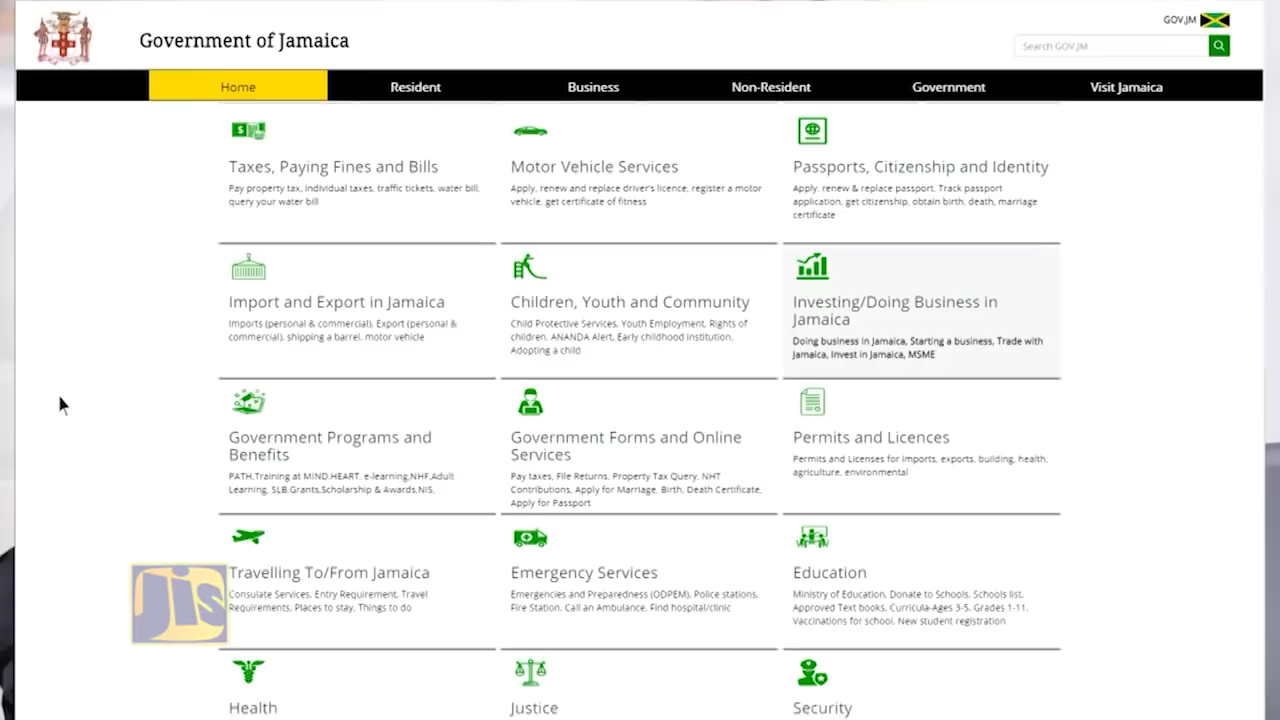 GOV.JM
Government of Jamaica
Search GOV.JM
Home
Resident
Business
Non-Resident
Government
Visit Jamaica
Taxes, Paying Fines and Bills
Pay property tax, individual taxes, traffic tickets, water bill,
query your water bill
Motor Vehicle Services
Apply, renew and replace driver's licence, register a motor
vehicle, get certificate of fitness
Passports, Citizenship and Identity
Apply, renew & replace passport. Track passport
application, get citizenship, obtain birth, death, marriage
certificate
Import and Export in Jamaica
Imports (personal & commercial), Export (personal &
commercial), shipping a barrel, motor vehicle
Children, Youth and Community
Child Protective Services, Youth Employment, Rights of
children, ANANDA Alert, Early childhood Institution,
Adopting a child
Investing/Doing Business in
Jamaica
Doing business in Jamaica, Starting a business, Trade with
Jamaica, Invest in Jamaica, MSME
Government Programs and
Benefits
PATH,Training at MIND,HEART, e-learning,NHF,Adult
Learning, SLB,Grants,Scholarship & Awards,NIS,
Government Forms and Online
Services
Pay taxes, File Returns, Property Tax Query, NHT
Contributions, Apply for Marriage, Birth, Death Certificate,
Apply for Passport
Permits and Licences
Permits and Licenses for imports, exports, building, health,
agriculture, environmental
Travelling To/From Jamaica
Consulate Services, Entry Requirement, Travel
Requirements, Places to stay, Things to do
Jis
Emergency Services
Emergencies and Preparedness (ODPEM), Police stations,
Fire Station, Call an Ambulance, Find hospital/clinic
Education
Ministry of Education, Donate to Schools, Schools list,
Approved Text books, Curricula-Ages 3-5, Grades 1-11,
Vaccinations for school, New student registration
Health
Justice
Security